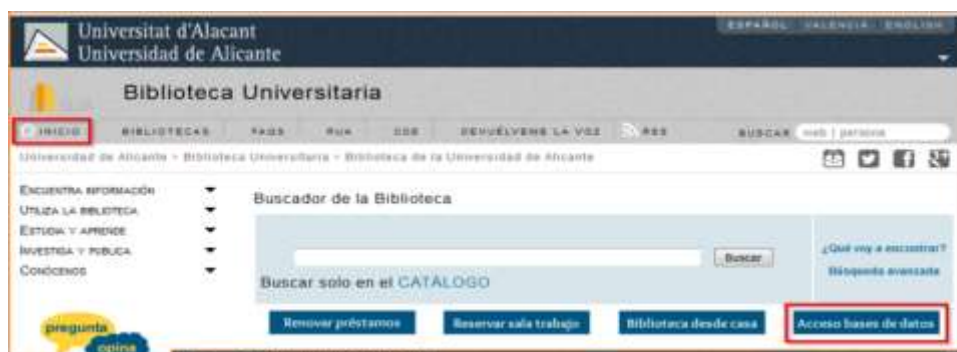 Universitat d'Alacant
Universidad de Alicante
ESPAÑOL VALENCIÀ ENGLISH
Biblioteca Universitaria
INICIO BIBLIOTECAS FAQS RUA DEVUÉLVEME LA VOZ RSS BUSCAR web | persona
Universidad de Alicante > Biblioteca Universitaria > Biblioteca de la Universidad de Alicante
ENCUENTRA INFORMACIÓN
UTILIZA LA BIBLIOTECA
ESTUDIA Y APRENDE
INVESTIGA Y PUBLICA
CONÓCENOS
Buscador de la Biblioteca
Buscar
¿Qué voy a encontrar?
Búsqueda avanzada
Buscar solo en el CATÁLOGO
Renovar préstamos Reservar sala trabajo Biblioteca desde casa Acceso bases de datos
pregunta
opina